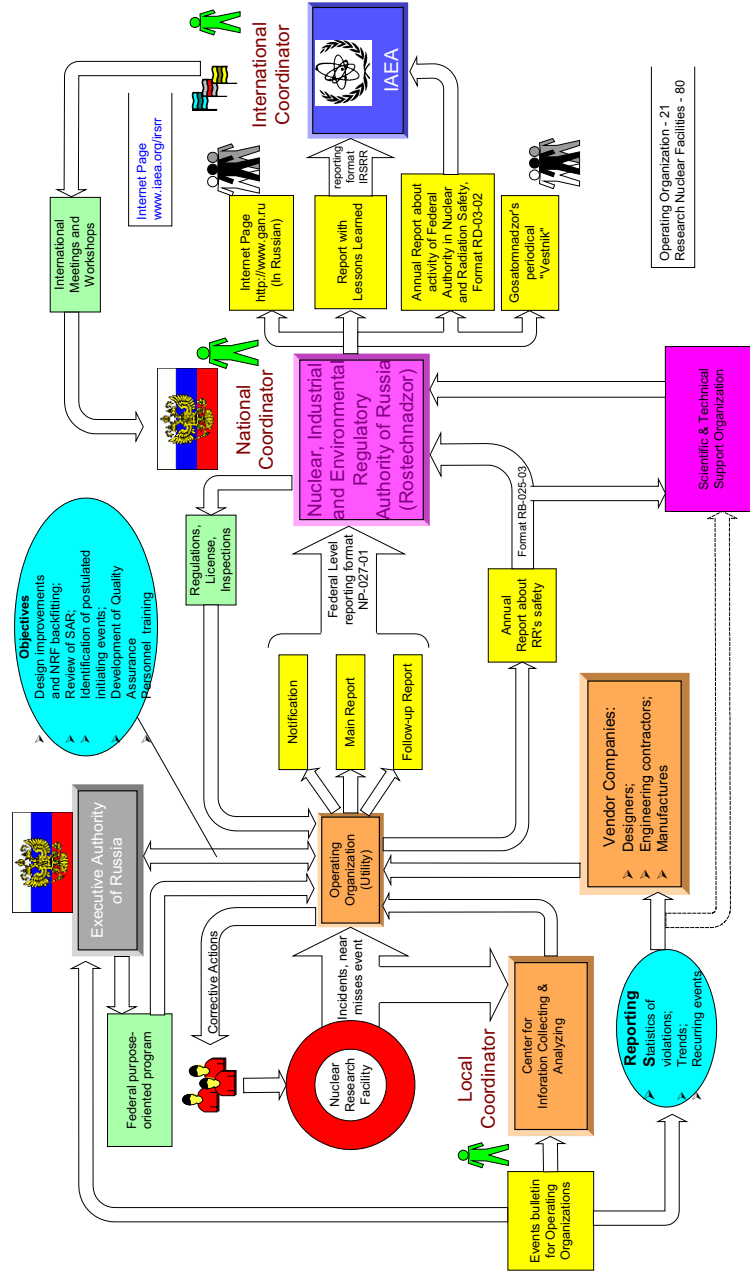 Objectives
Design improvements
and NRF backfitting;
Review of SAR;
Identification of postulated
initiating events;
Development of Quality
Assurance
Personnel training
Executive Authority
of Russia
Federal purpose-
oriented program
Corrective Actions
Nuclear
Research
Facility
Incidents, near
misses event
Operating
Organization
(Utility)
Local
Coordinator
Center for
Inforation Collecting &
Analyzing
Events bulletin
for Operating
Organizations
Reporting
Statistics of
violations;
Trends;
Recurring events
Vendor Companies:
Designers;
Engineering contractors;
Manufactures
Regulations,
License,
Inspections
Notification
Main Report
Follow-up Report
Federal Level
reporting format
NP-027-01
Annual
Report about
RR's safety
Format RB-025-03
National
Coordinator
Nuclear, Industrial
and Environmental
Regulatory
Authority of Russia
(Rostechnadzor)
Scientific & Technical
Support Organization
International
Meetings and
Workshops
Internet Page
www.iaea.org/irsrr
International
Coordinator
Internet Page
http://www.gan.ru
(In Russian)
Report with
Lessons Learned
reporting
format
IRSRR
IAEA
Annual Report about
activity of Federal
Authority in Nuclear
and Radiation Safety,
Format RD-03-02
Gosatomnadzor's
periodical
"Vestnik"
Operating Organization - 21
Research Nuclear Facilities - 80